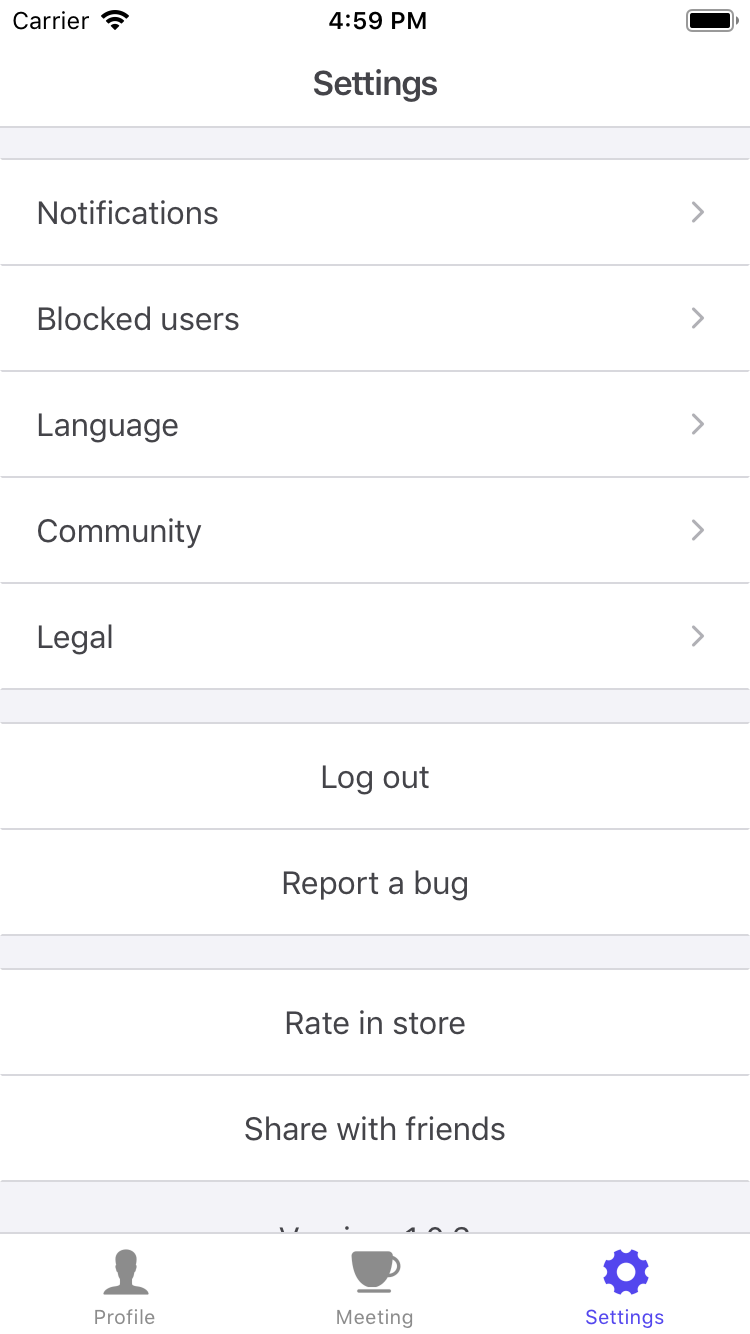 Carrier 4:59 PM
Settings
Notifications
Blocked users
Language
Community
Legal
Log out
Report a bug
Rate in store
Share with friends
Profile Meeting Settings